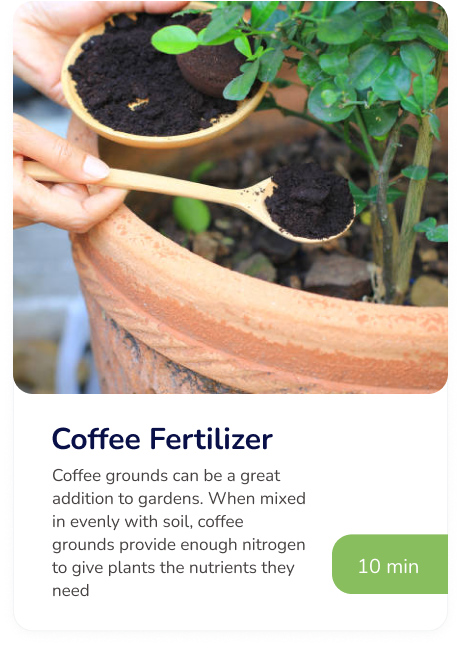 Coffee Fertilizer
Coffee grounds can be a great
addition to gardens. When mixed
in evenly with soil, coffee
grounds provide enough nitrogen
to give plants the nutrients they
need
10 min